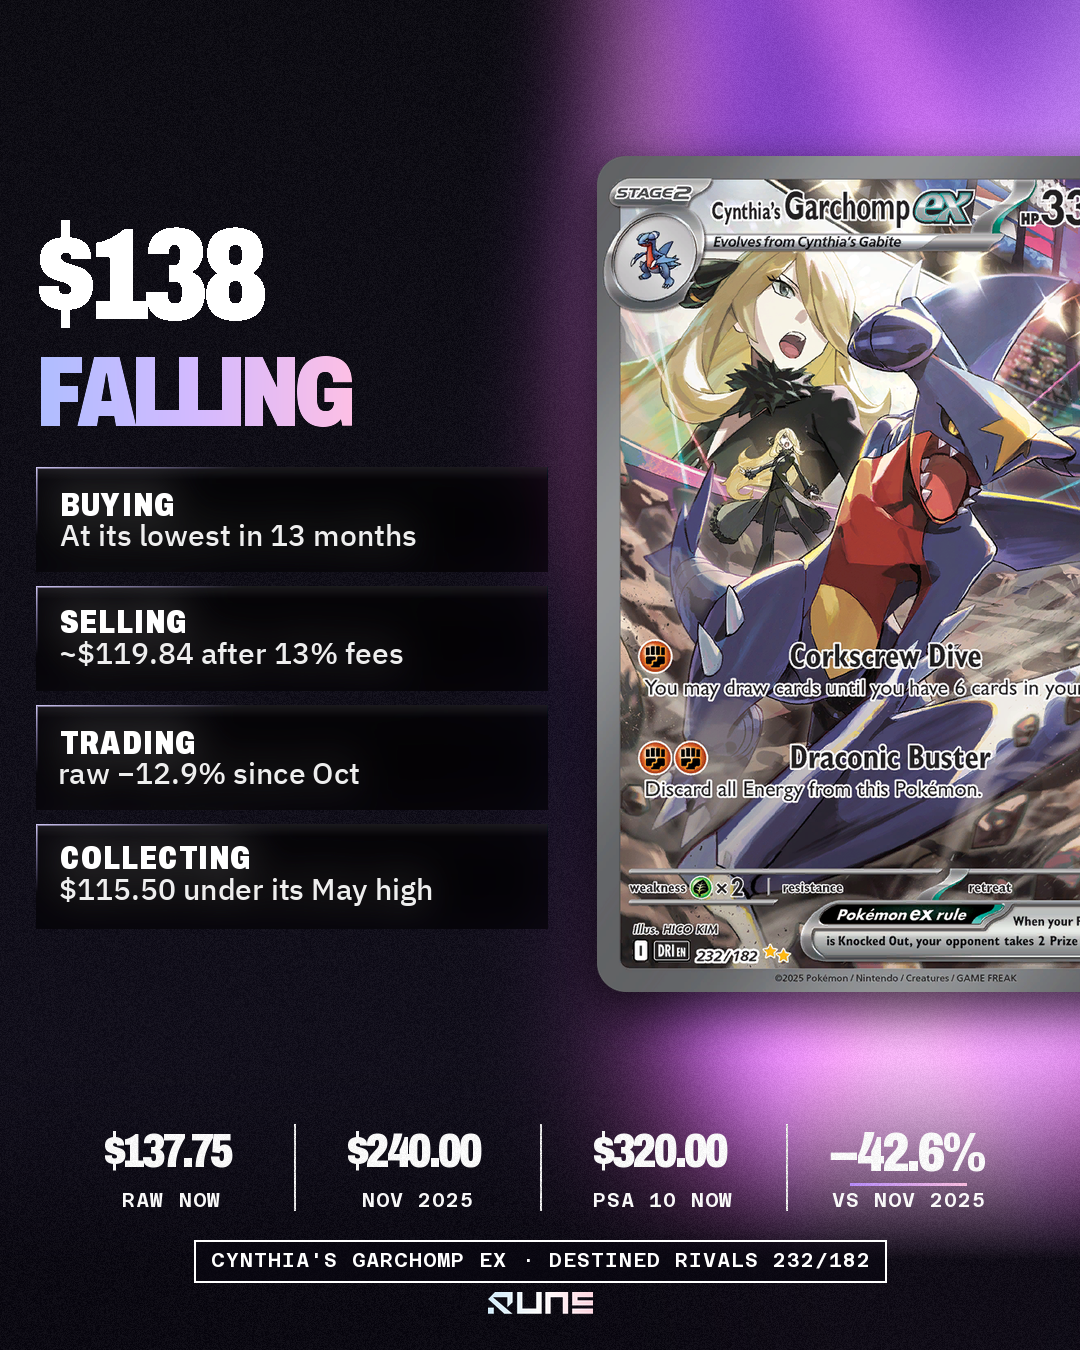 $138
FALLING
BUYING
At its lowest in 13 months
SELLING
~$119.84 after 13% fees
TRADING
raw −12.9% since Oct
COLLECTING
$115.50 under its May high
STAGE2
Cynthia's Garchomp ex HP 33
Evolves from Cynthia's Gabite
Corkscrew Dive
You may draw cards until you have 6 cards in your
Draconic Buster
Discard all Energy from this Pokémon.
weakness ×2 resistance retreat
Pokémon ex rule When your P
is Knocked Out, your opponent takes 2 Prize
Illus. HICO KIM
I DRI EN 232/182
©2025 Pokémon / Nintendo / Creatures / GAME FREAK
$137.75 $240.00 $320.00 −42.6%
RAW NOW NOV 2025 PSA 10 NOW VS NOV 2025
CYNTHIA'S GARCHOMP EX · DESTINED RIVALS 232/182
RUNE